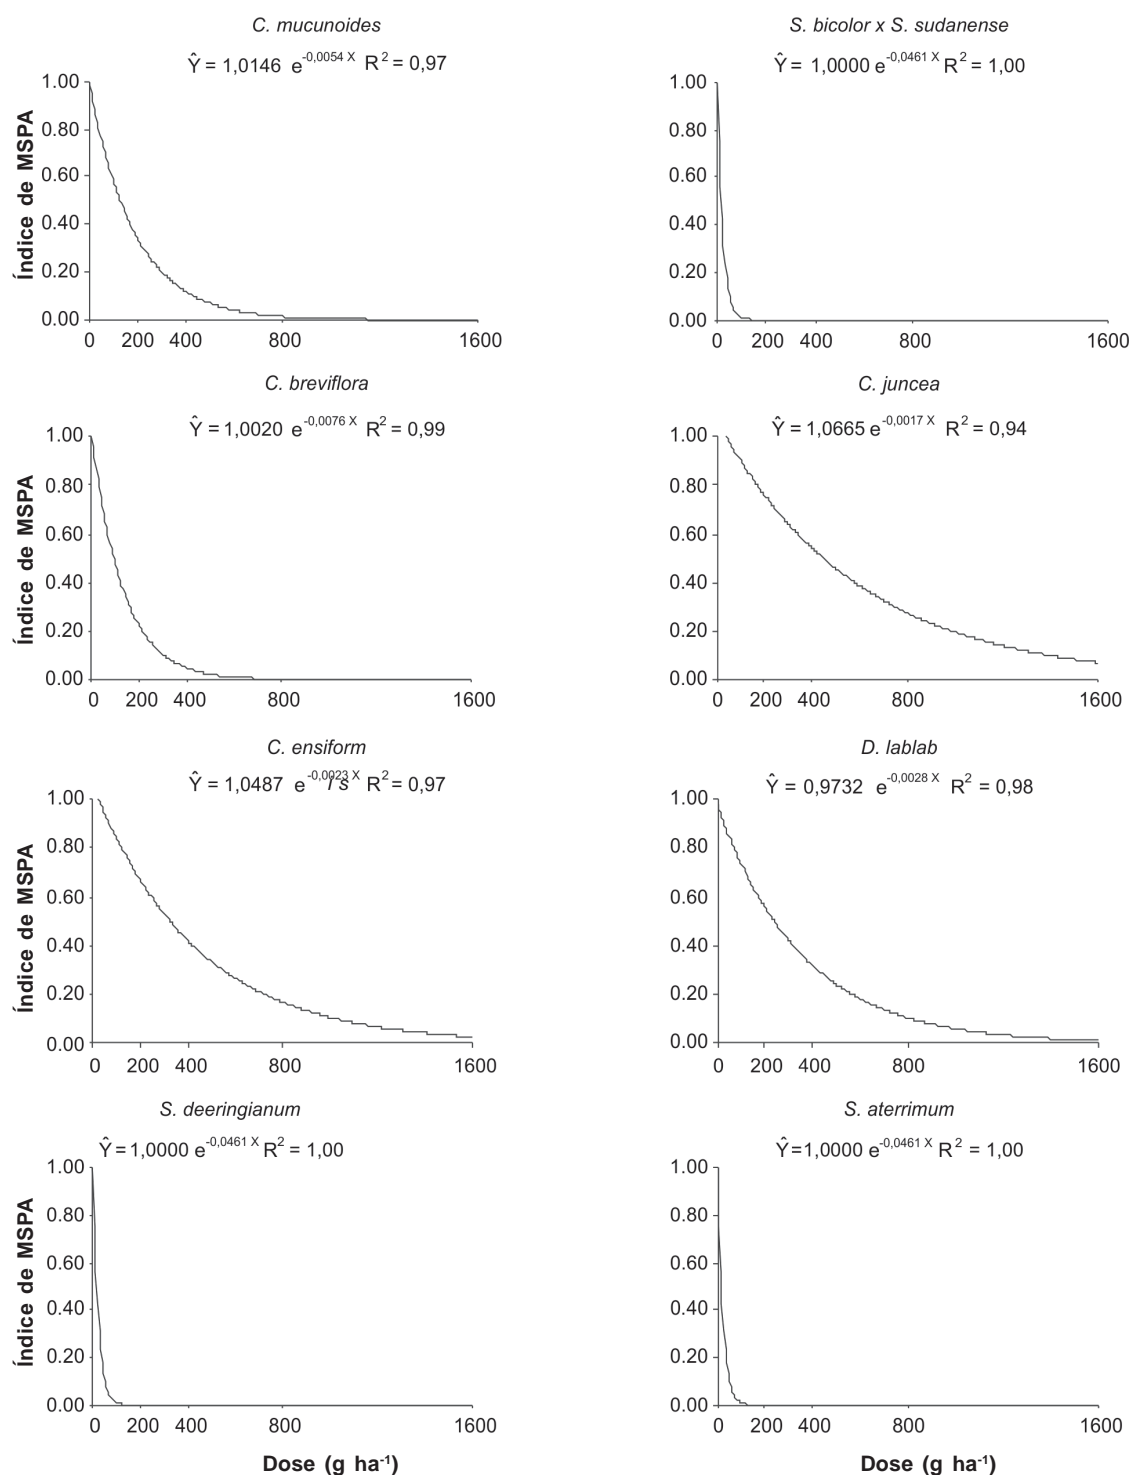 C. mucunoides
Ŷ = 1,0146 e-0,0054 X R2 = 0,97
1.00
0.80
0.60
0.40
0.20
0.00
Índice de MSPA
0 200 400 800 1600
S. bicolor x S. sudanense
Ŷ = 1,0000 e-0,0461 X R2 = 1,00
1.00
0.80
0.60
0.40
0.20
0.00
0 200 400 800 1600
C. breviflora
Ŷ = 1,0020 e-0,0076 X R2 = 0,99
1.00
0.80
0.60
0.40
0.20
0.00
Índice de MSPA
0 200 400 800 1600
C. juncea
Ŷ = 1,0665 e-0,0017 X R2 = 0,94
1.00
0.80
0.60
0.40
0.20
0.00
0 200 400 800 1600
C. ensiform
Ŷ = 1,0487 e-0,0023 X R2 = 0,97
1.00
0.80
0.60
0.40
0.20
0.00
Índice de MSPA
0 200 400 800 1600
D. lablab
Ŷ = 0,9732 e-0,0028 X R2 = 0,98
1.00
0.80
0.60
0.40
0.20
0.00
0 200 400 800 1600
S. deeringianum
Ŷ = 1,0000 e-0,0461 X R2 = 1,00
1.00
0.80
0.60
0.40
0.20
0.00
Índice de MSPA
0 200 400 800 1600
Dose (g ha-1)
S. aterrimum
Ŷ=1,0000 e-0,0461 X R2 = 1,00
1.00
0.80
0.60
0.40
0.20
0.00
0 200 400 800 1600
Dose (g ha-1)